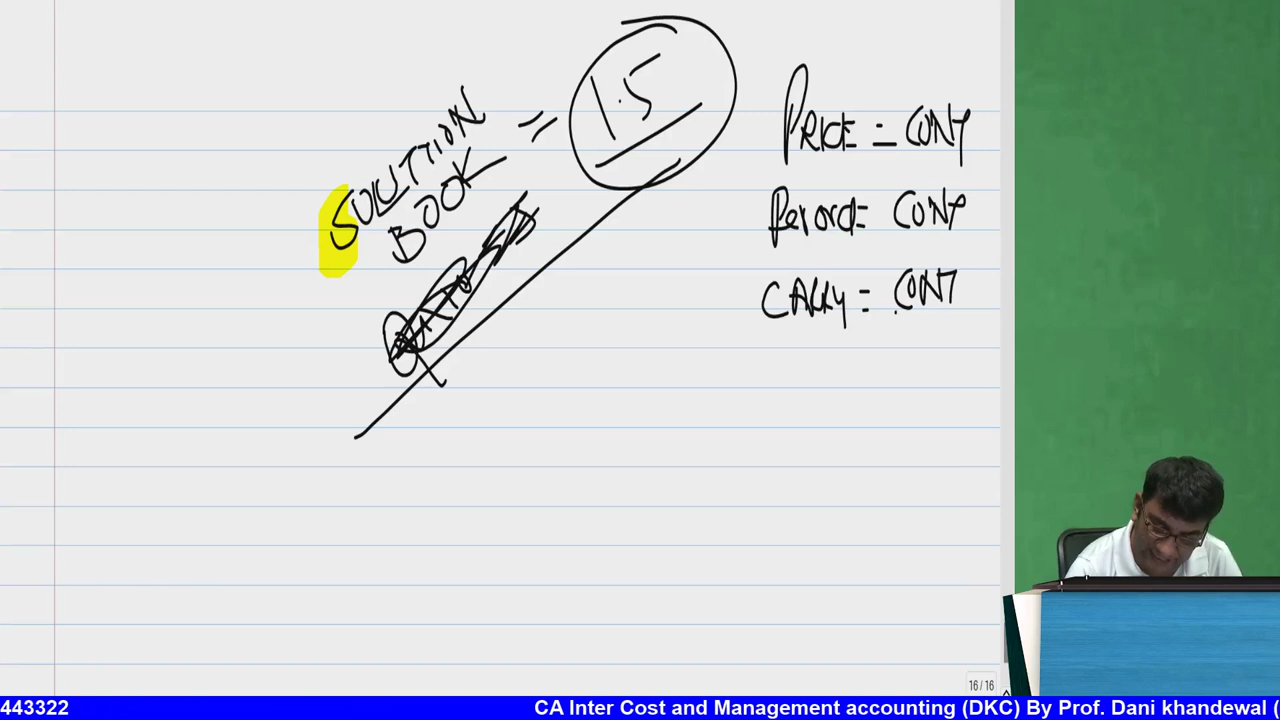 SOLUTION
BOOK
= 1.5
PRICE = CONT
= CONT
CARRY = CONT
16/16
443322
CA Inter Cost and Management accounting (DKC) By Prof. Dani khandewal (